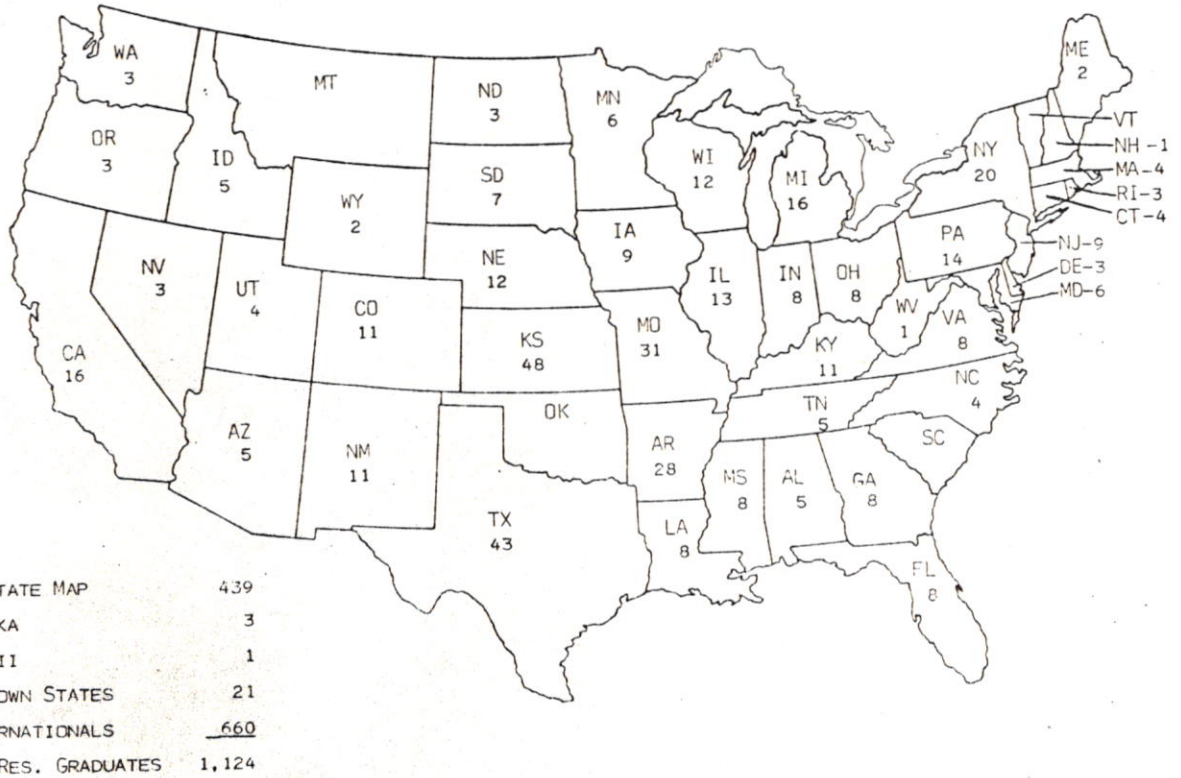 WA
3
MT
ND
3
MN
6
ME
2
OR
3
ID
5
SD
7
WI
12
MI
16
NY
20
VT
NH-1
MA-4
RI-3
CT-4
WY
2
IA
9
PA
14
NJ-9
DE-3
MD-6
NV
3
UT
4
NE
12
IL
13
IN
8
OH
8
WV
1
VA
8
CO
11
KS
48
MO
31
KY
11
CA
16
NC
4
TN
5
AZ
5
NM
11
OK
AR
28
SC
MS
8
AL
5
GA
8
TX
43
LA
8
FL
8
TATE MAP 439
KA 3
II 1
OWN STATES 21
RNATIONALS 660
RES. GRADUATES 1,124